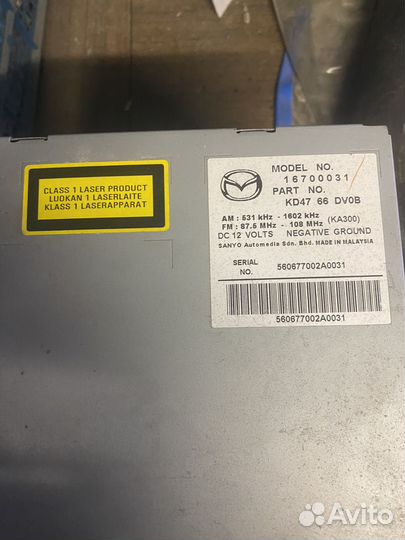 CLASS 1 LASER PRODUCT
LUOKAN 1 LASERLAITE
KLASS 1 LASERAPPARAT
MODEL NO.
16700031
PART NO.
KD47 66 DV0B
AM : 531 kHz - 1602 kHz
FM : 87.5 MHz - 108 MHz (KA300)
DC 12 VOLTS NEGATIVE GROUND
SANYO Automedia Sdn. Bhd. MADE IN MALAYSIA
SERIAL NO. 560677002A0031
560677002A0031
Avito